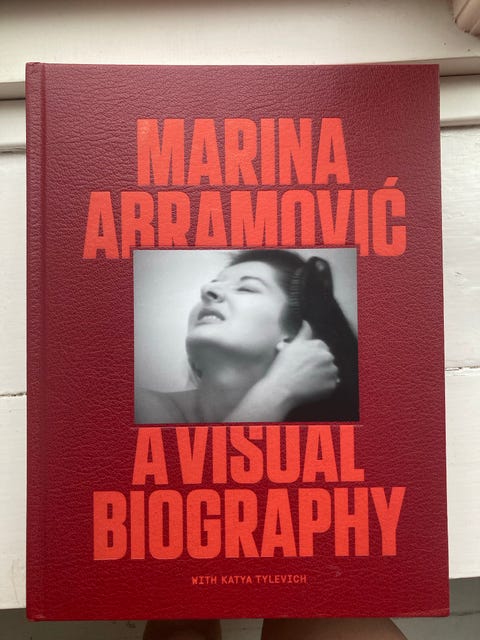 MARINA
ABRAMOVIĆ
A VISUAL
BIOGRAPHY
WITH KATYA TYLEVICH